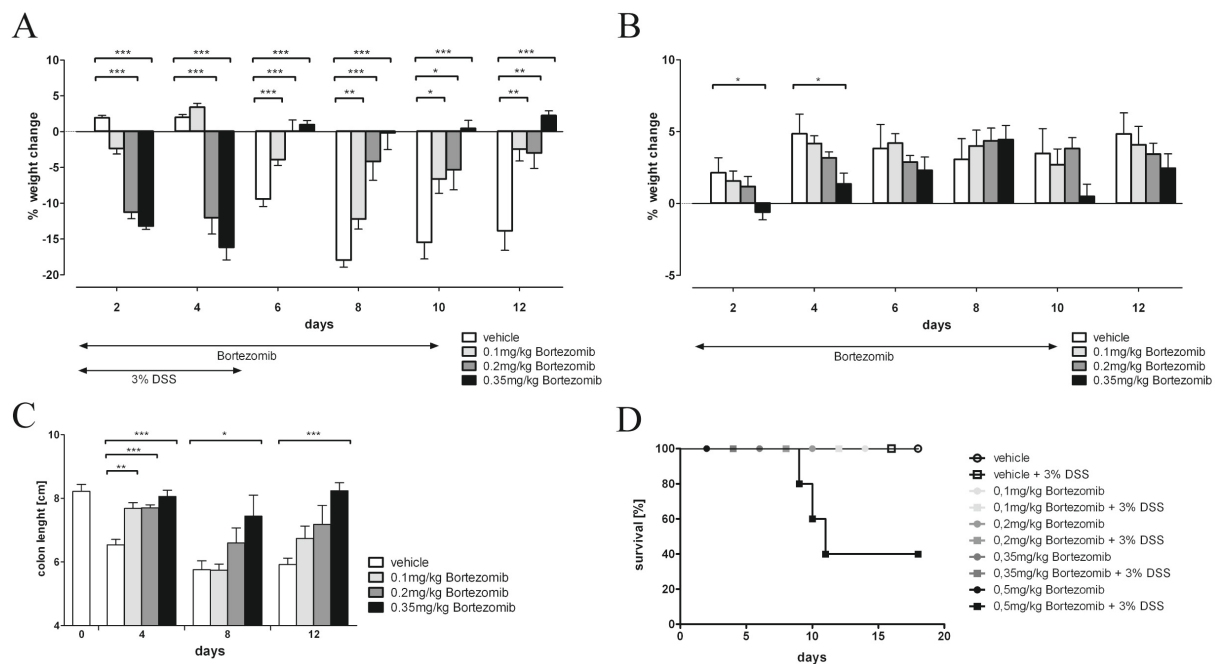 A
*** *** *** *** *** ***
*** *** *** *** * **
*** ** * **
10
5
0
-5
-10
-15
-20
% weight change
2 4 6 8 10 12
days
Bortezomib
3% DSS
vehicle
0.1mg/kg Bortezomib
0.2mg/kg Bortezomib
0.35mg/kg Bortezomib
B
* *
10
5
0
-5
% weight change
2 4 6 8 10 12
days
Bortezomib
vehicle
0.1mg/kg Bortezomib
0.2mg/kg Bortezomib
0.35mg/kg Bortezomib
C
*** * ***
***
**
10
8
6
4
colon lenght [cm]
0 4 8 12
days
vehicle
0.1mg/kg Bortezomib
0.2mg/kg Bortezomib
0.35mg/kg Bortezomib
D
100
80
60
40
20
0
survival [%]
0 5 10 15 20
days
vehicle
vehicle + 3% DSS
0,1mg/kg Bortezomib
0,1mg/kg Bortezomib + 3% DSS
0,2mg/kg Bortezomib
0,2mg/kg Bortezomib + 3% DSS
0,35mg/kg Bortezomib
0,35mg/kg Bortezomib + 3% DSS
0,5mg/kg Bortezomib
0,5mg/kg Bortezomib + 3% DSS